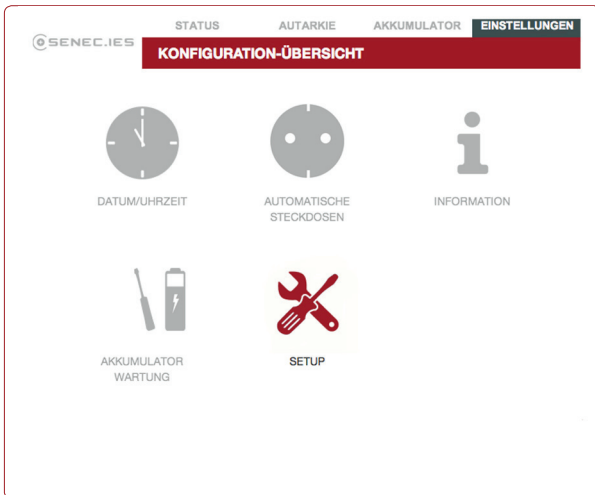 STATUS
AUTARKIE
AKKUMULATOR
EINSTELLUNGEN
SENEC.IES
KONFIGURATION-ÜBERSICHT
DATUM/UHRZEIT
AUTOMATISCHE
STECKDOSEN
INFORMATION
AKKUMULATOR
WARTUNG
SETUP